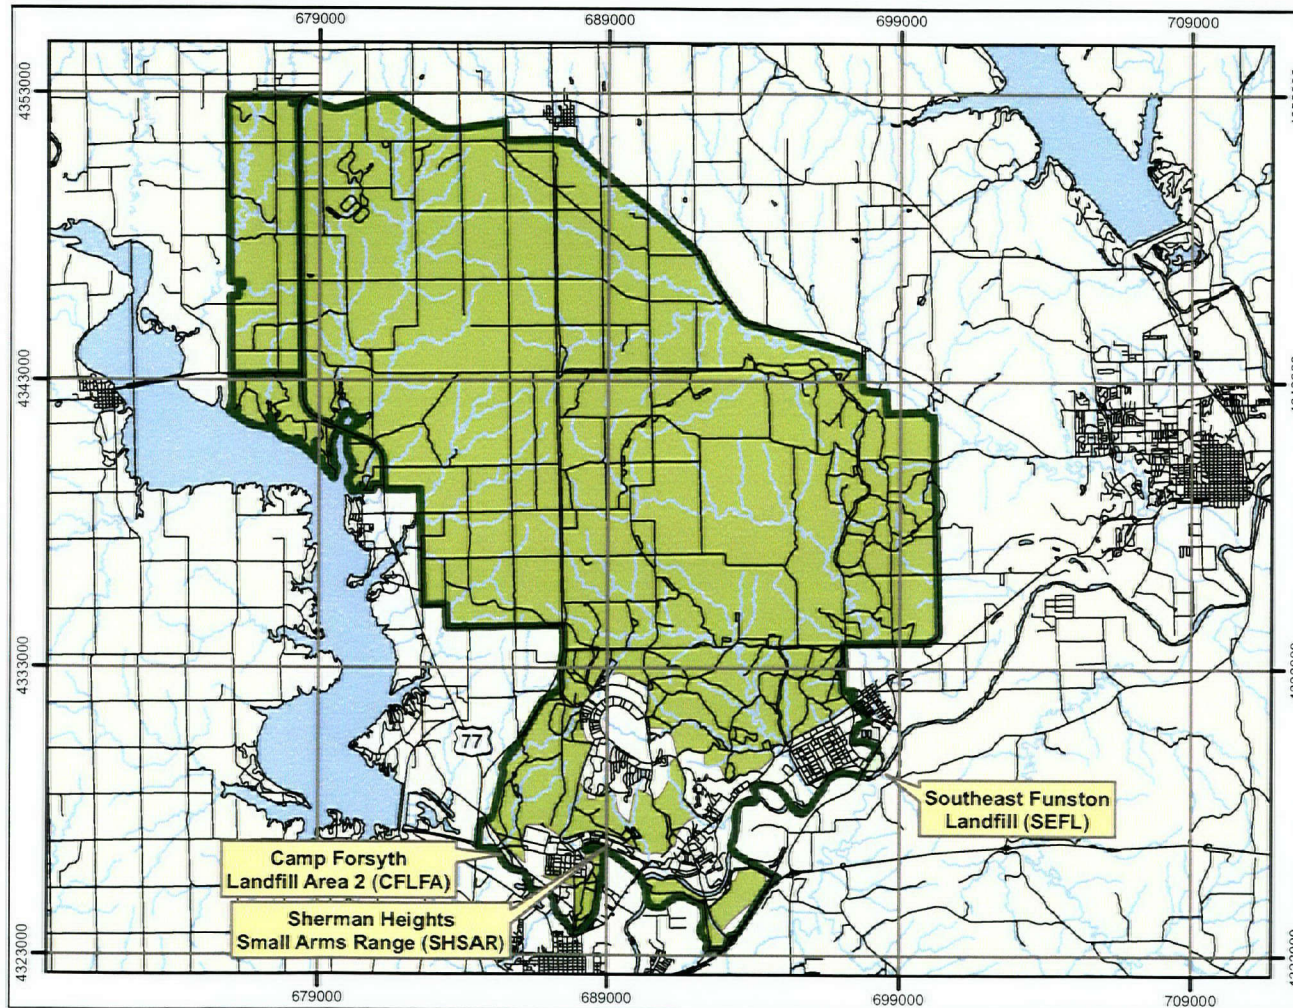 679000
689000
699000
709000
4353000
4343000
4333000
77
Southeast Funston
Landfill (SEFL)
Camp Forsyth
Landfill Area 2 (CFLFA)
Sherman Heights
Small Arms Range (SHSAR)
4323000
679000
689000
699000
709000